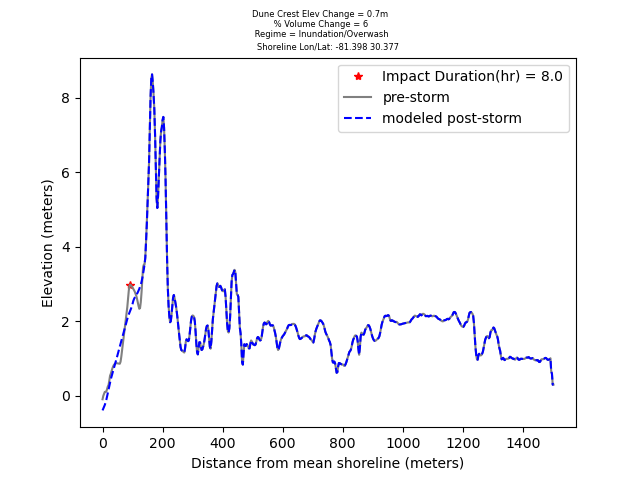 Dune Crest Elev Change = 0.7m
% Volume Change = 6
Regime = Inundation/Overwash
Shoreline Lon/Lat: -81.398 30.377
Impact Duration(hr) = 8.0
pre-storm
modeled post-storm
Elevation (meters)
8
6
4
2
0
0 200 400 600 800 1000 1200 1400
Distance from mean shoreline (meters)